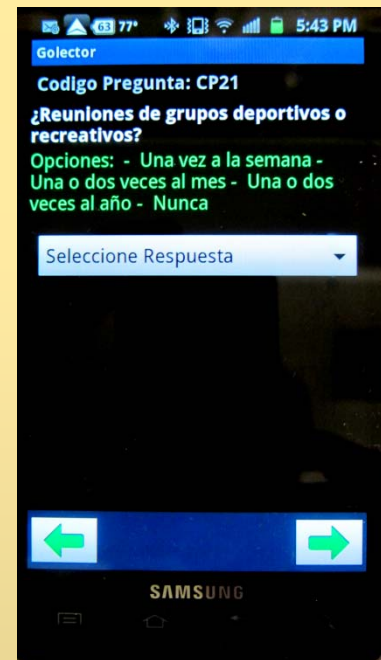 63 77° 5:43 PM
Golector
Codigo Pregunta: CP21
¿Reuniones de grupos deportivos o
recreativos?
Opciones: - Una vez a la semana -
Una o dos veces al mes - Una o dos
veces al año - Nunca
Seleccione Respuesta
SAMSUNG